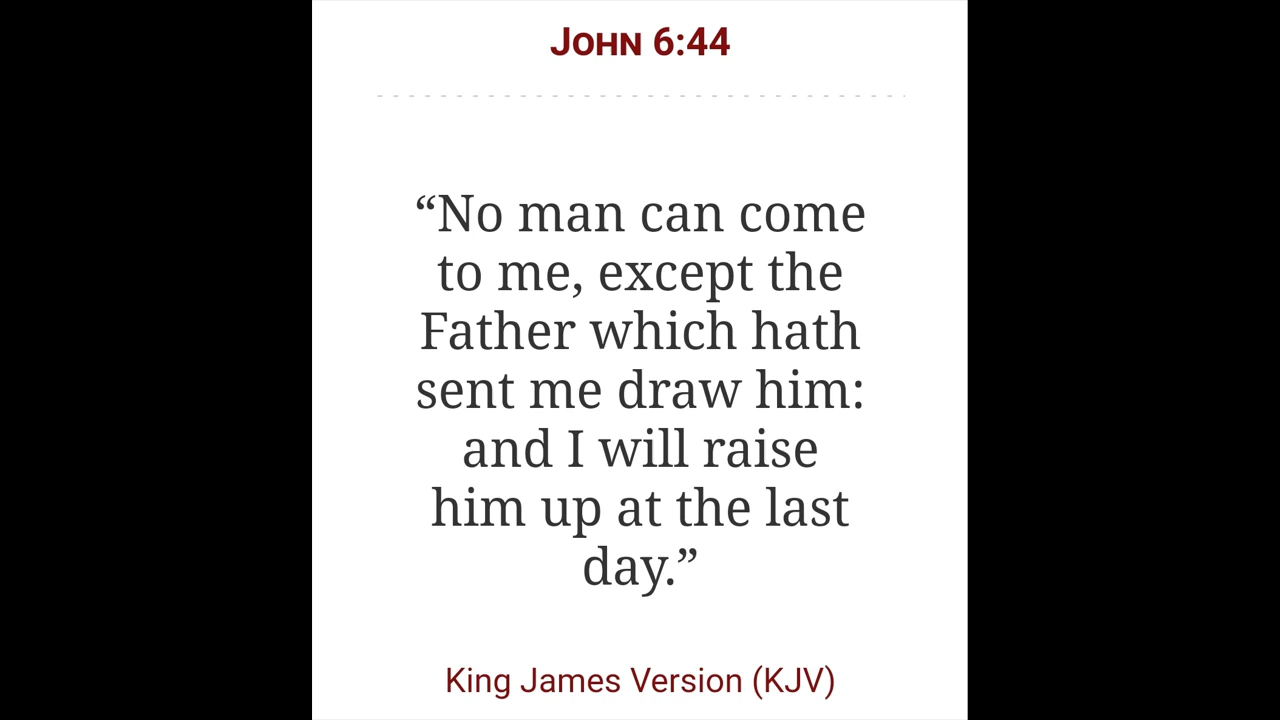 John 6:44
“No man can come
to me, except the
Father which hath
sent me draw him:
and I will raise
him up at the last
day.”
King James Version (KJV)